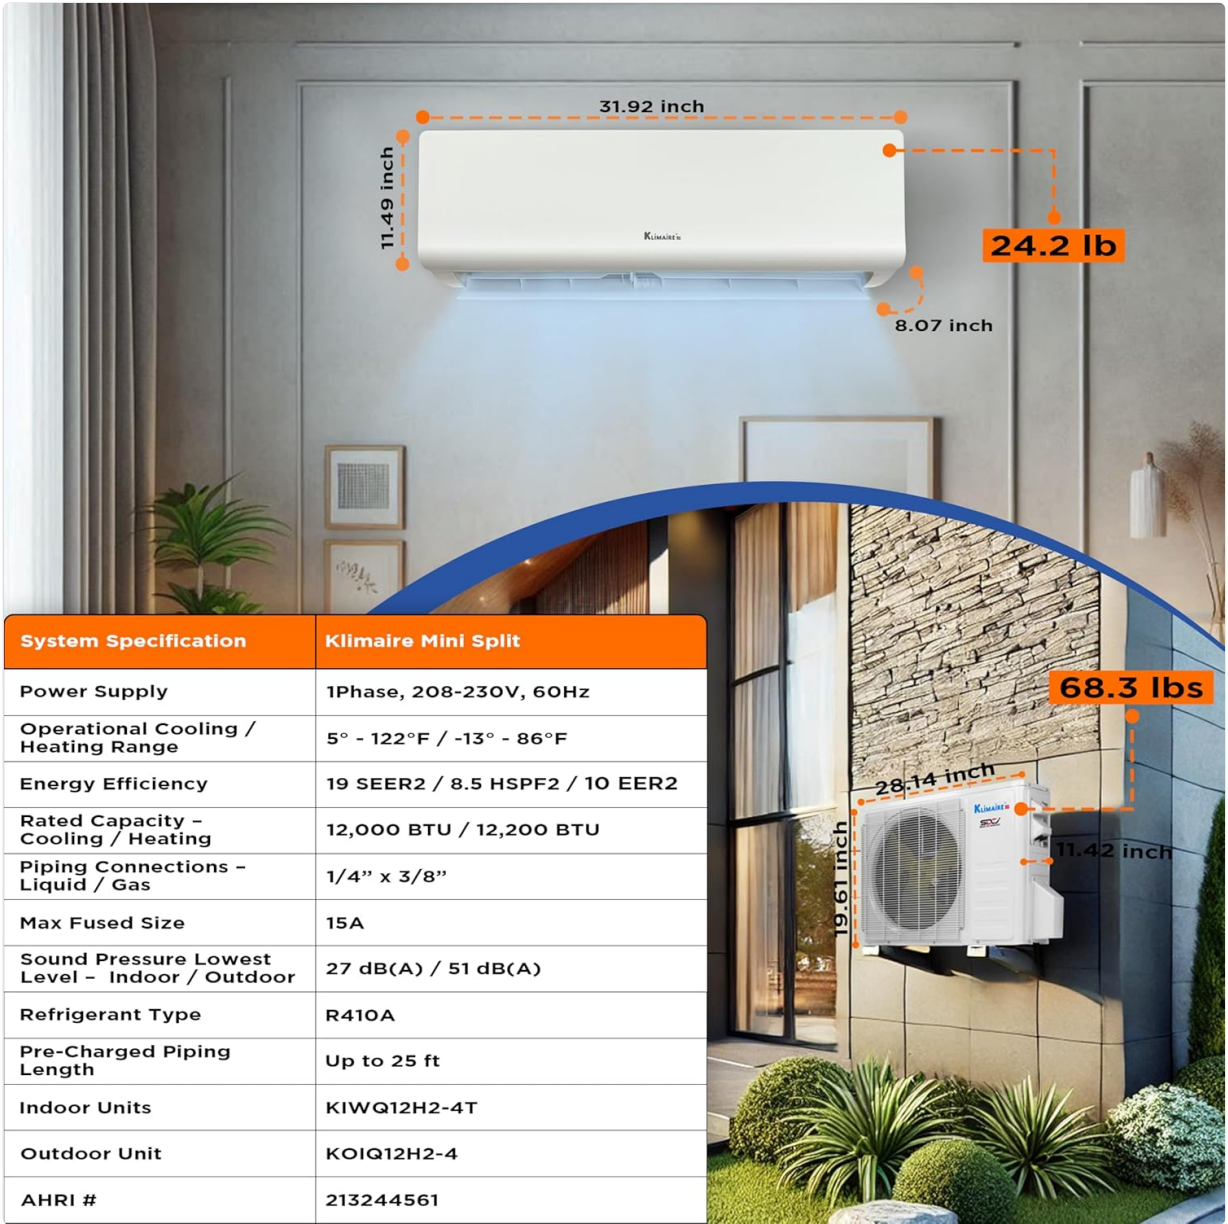 31.92 inch
11.49 inch
KLIMAIRE
24.2 lb
8.07 inch
System Specification Klimaire Mini Split
Power Supply 1Phase, 208-230V, 60Hz
Operational Cooling /
Heating Range 5° - 122°F / -13° - 86°F
Energy Efficiency 19 SEER2 / 8.5 HSPF2 / 10 EER2
Rated Capacity –
Cooling / Heating 12,000 BTU / 12,200 BTU
Piping Connections –
Liquid / Gas 1/4” x 3/8”
Max Fused Size 15A
Sound Pressure Lowest
Level – Indoor / Outdoor 27 dB(A) / 51 dB(A)
Refrigerant Type R410A
Pre-Charged Piping
Length Up to 25 ft
Indoor Units KIWQ12H2-4T
Outdoor Unit KOIQ12H2-4
AHRI # 213244561
68.3 lbs
28.14 inch
KLIMAIRE
19.61 inch
11.42 inch